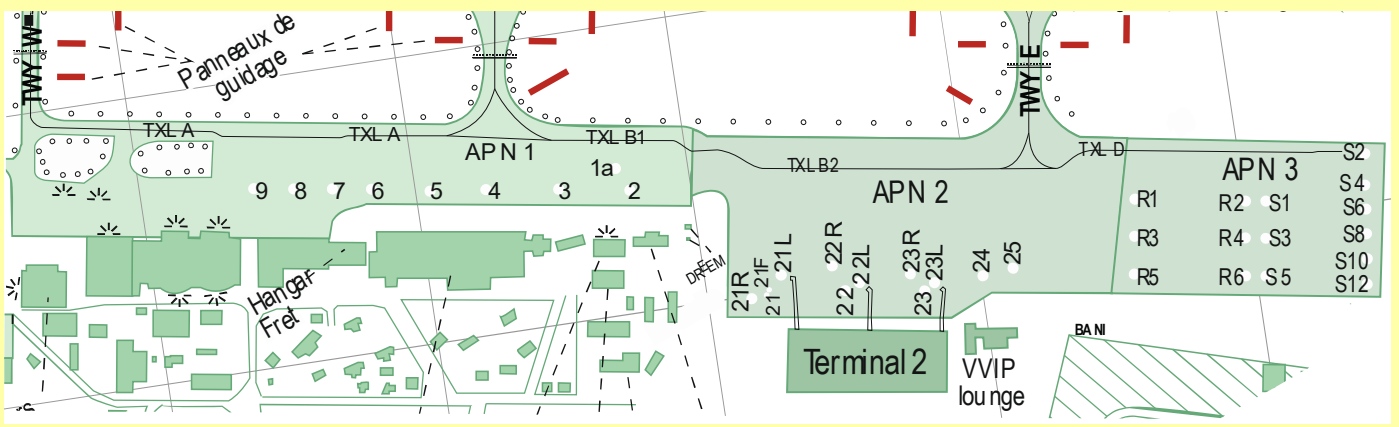 TWY W
Panneaux de
guidage
TWY E
TXL A
TXL A
APN 1
TXL B1
1a
9
8
7
6
5
4
3
2
TXL B2
TXL D
APN 2
APN 3
S2
S4
R1
R2
S1
S6
R3
R4
S3
S8
R5
R6
S5
S10
S12
21R
21F
21
21L
22R
22
22L
23R
23
23L
24
25
Hangar
Fret
Terminal 2
VVIP
lounge
BANI